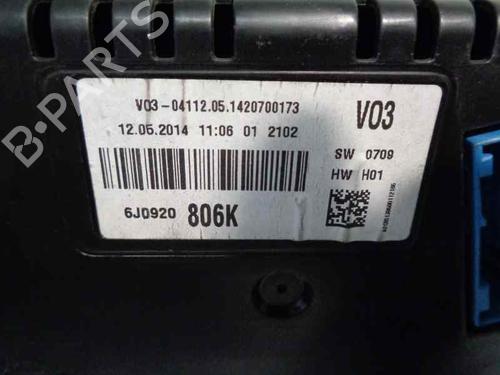 V03-04112.05.1420700173
V03
12.05.2014 11:06 01 2102
SW 0709
HW H01
6J0920 806K
B-PARTS